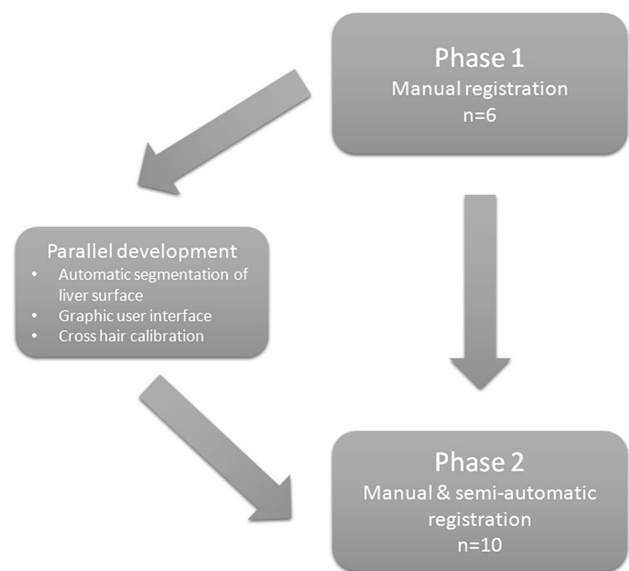 Phase 1
Manual registration
n=6
Parallel development
• Automatic segmentation of
liver surface
• Graphic user interface
• Cross hair calibration
Phase 2
Manual & semi-automatic
registration
n=10